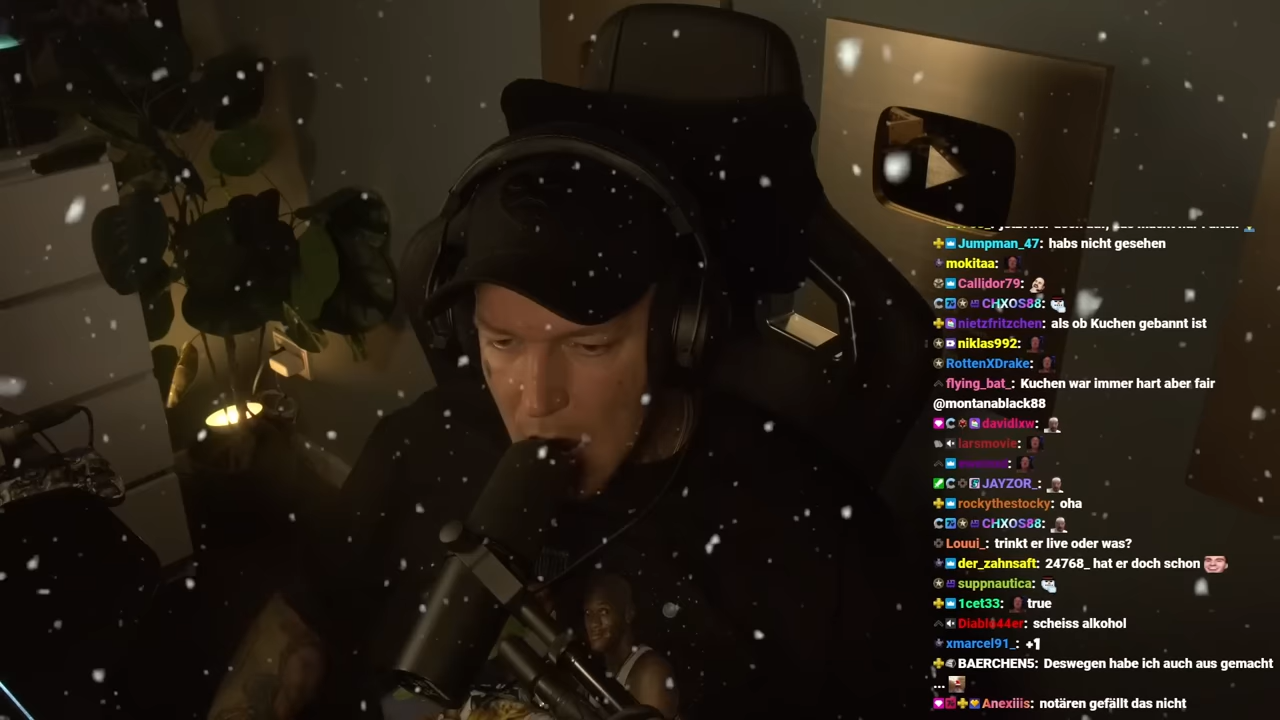 Jumpman_47: habs nicht gesehen
mokitaa:
Callidor79:
CHXOS88:
nietzfritzchen: als ob Kuchen gebannt ist
niklas992:
RottenXDrake:
flying_bat_: Kuchen war immer hart aber fair
@montanablack88
davidlxw:
larsmovie:
JAYZOR_:
rockythestocky: oha
CHXOS88:
Louui_: trinkt er live oder was?
der_zahnsaft: 24768_ hat er doch schon
suppnautica:
1cet33: true
Diablo44er: scheiss alkohol
xmarcel91_: +1
BAERCHEN5: Deswegen habe ich auch aus gemacht
...
Anexiiis: notären gefällt das nicht